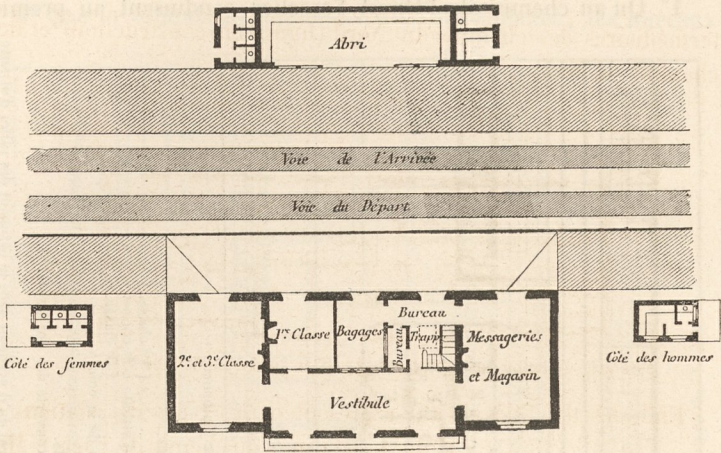 Abri
Voie de l'Arrivée
Voie du Départ
Bureau
1re Classe
Bagages
Bureau
Trappe
Messageries
2e et 3e Classe
et Magasin
Vestibule
Côté des femmes
Côté des hommes